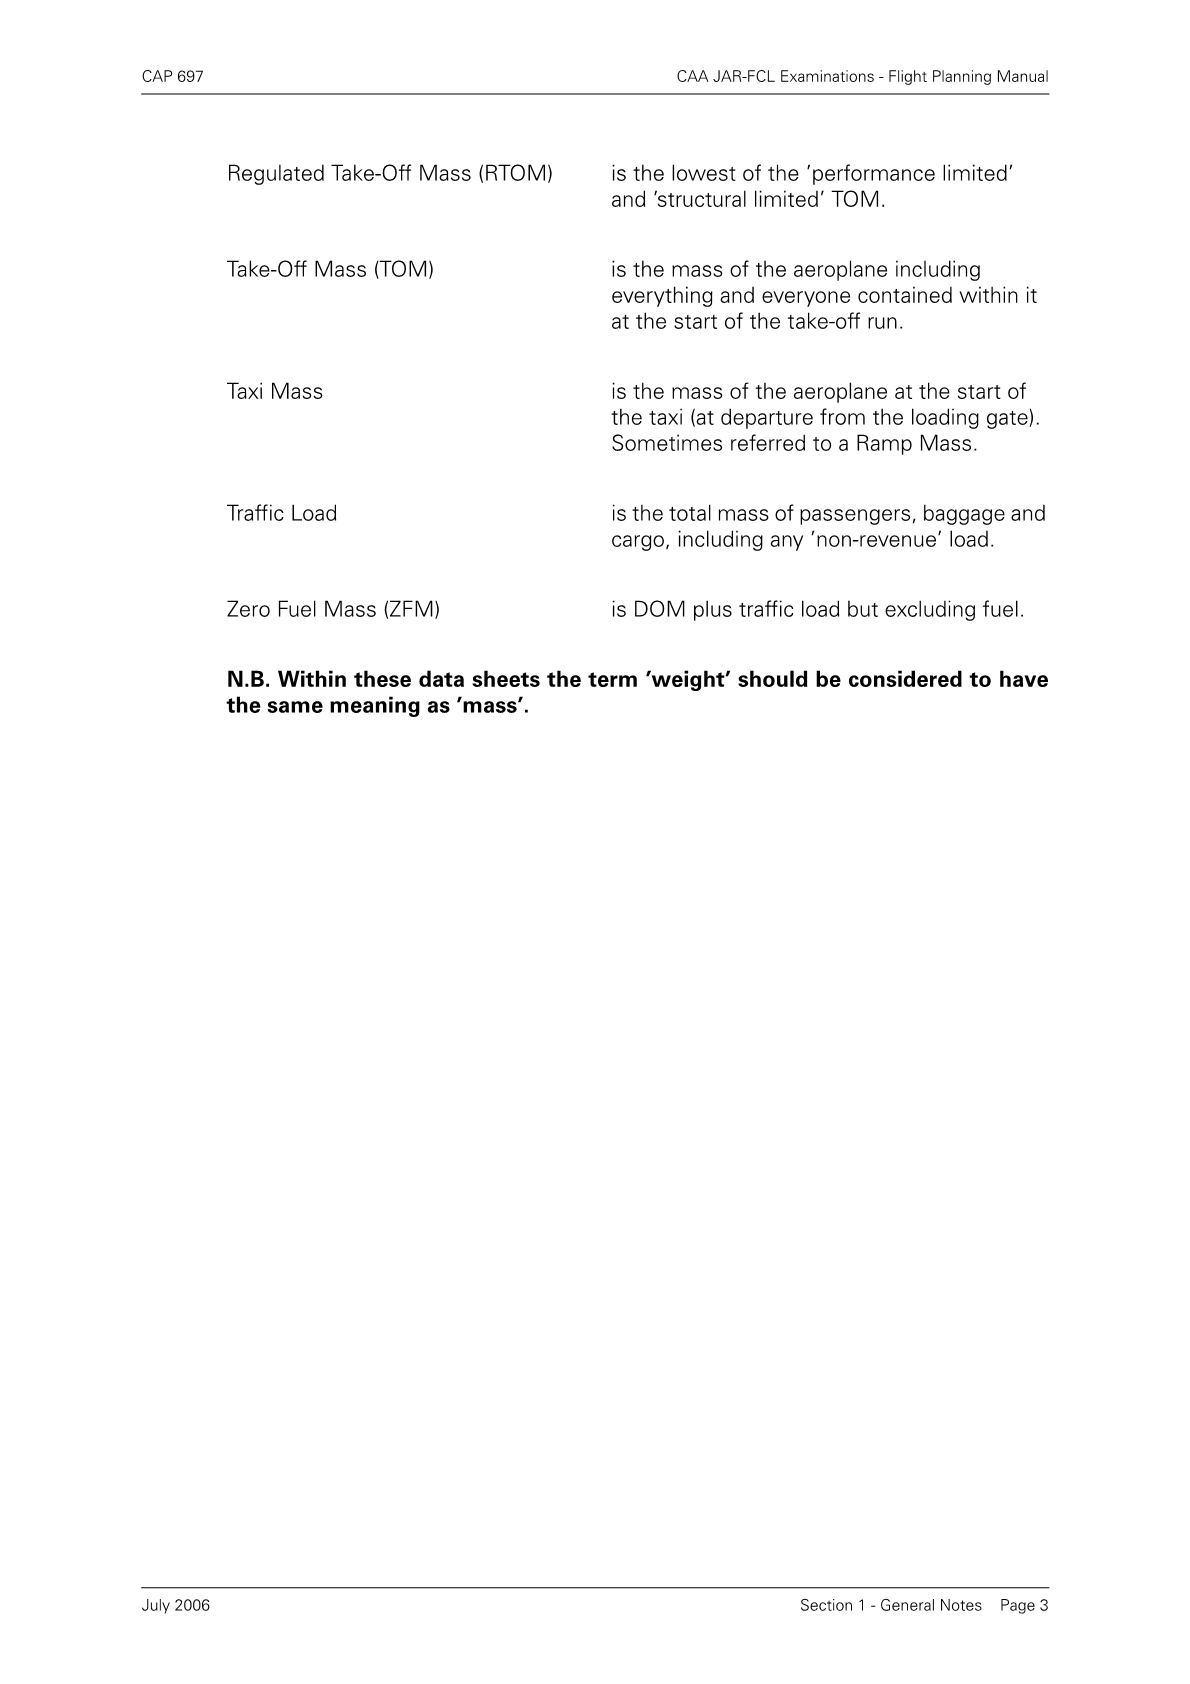 CAP 697 CAA JAR-FCL Examinations - Flight Planning Manual
Regulated Take-Off Mass (RTOM) is the lowest of the ’performance limited’
and ’structural limited’ TOM.
Take-Off Mass (TOM) is the mass of the aeroplane including
everything and everyone contained within it
at the start of the take-off run.
Taxi Mass is the mass of the aeroplane at the start of
the taxi (at departure from the loading gate).
Sometimes referred to a Ramp Mass.
Traffic Load is the total mass of passengers, baggage and
cargo, including any ’non-revenue’ load.
Zero Fuel Mass (ZFM) is DOM plus traffic load but excluding fuel.
N.B. Within these data sheets the term ’weight’ should be considered to have
the same meaning as ’mass’.
July 2006 Section 1 - General Notes Page 3